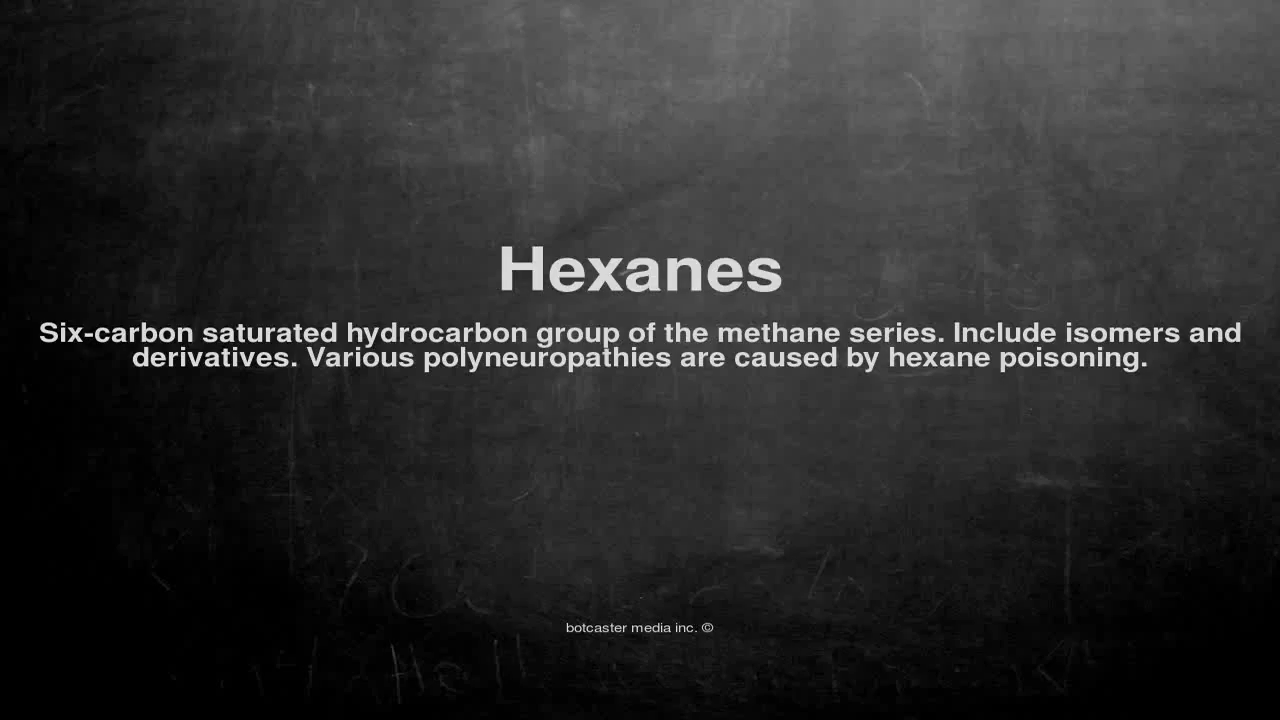 Hexanes
Six-carbon saturated hydrocarbon group of the methane series. Include isomers and
derivatives. Various polyneuropathies are caused by hexane poisoning.
botcaster media inc. ©